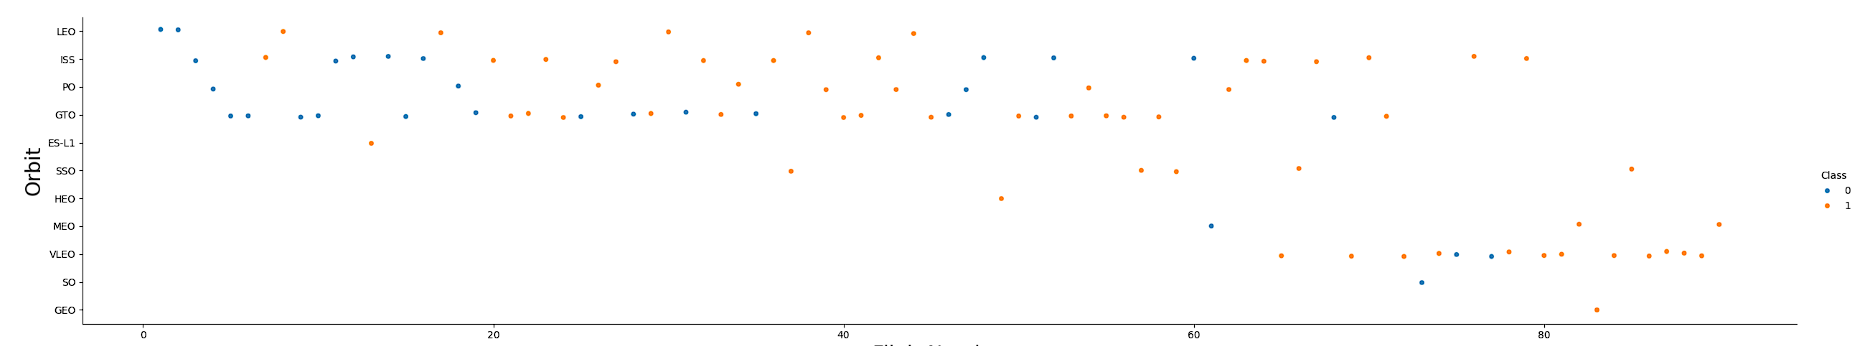 LEO
ISS
PO
GTO
ES-L1
SSO
HEO
MEO
VLEO
SO
GEO
Orbit
0 20 40 60 80
Class
0
1